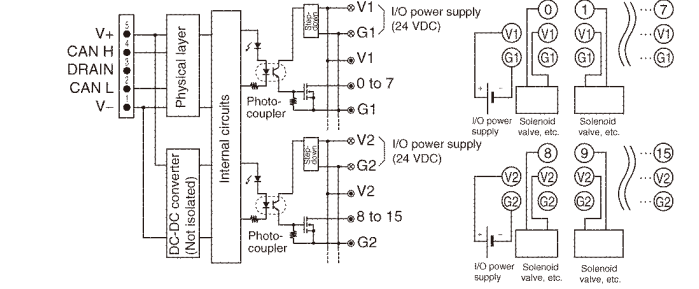 V+
CAN H
DRAIN
CAN L
V−
5
4
3
2
1
Physical layer
DC-DC converter
(Not isolated)
Internal circuits
Photo-
coupler
Step-
down
V1
G1
I/O power supply
(24 VDC)
V1
0 to 7
G1
Photo-
coupler
Step-
down
V2
G2
I/O power supply
(24 VDC)
V2
8 to 15
G2
0
1
7
V1
V1
V1
G1
G1
G1
+
−
I/O power
supply
Solenoid
valve, etc.
Solenoid
valve, etc.
8
9
15
V2
V2
V2
G2
G2
G2
+
−
I/O power
supply
Solenoid
valve, etc.
Solenoid
valve, etc.